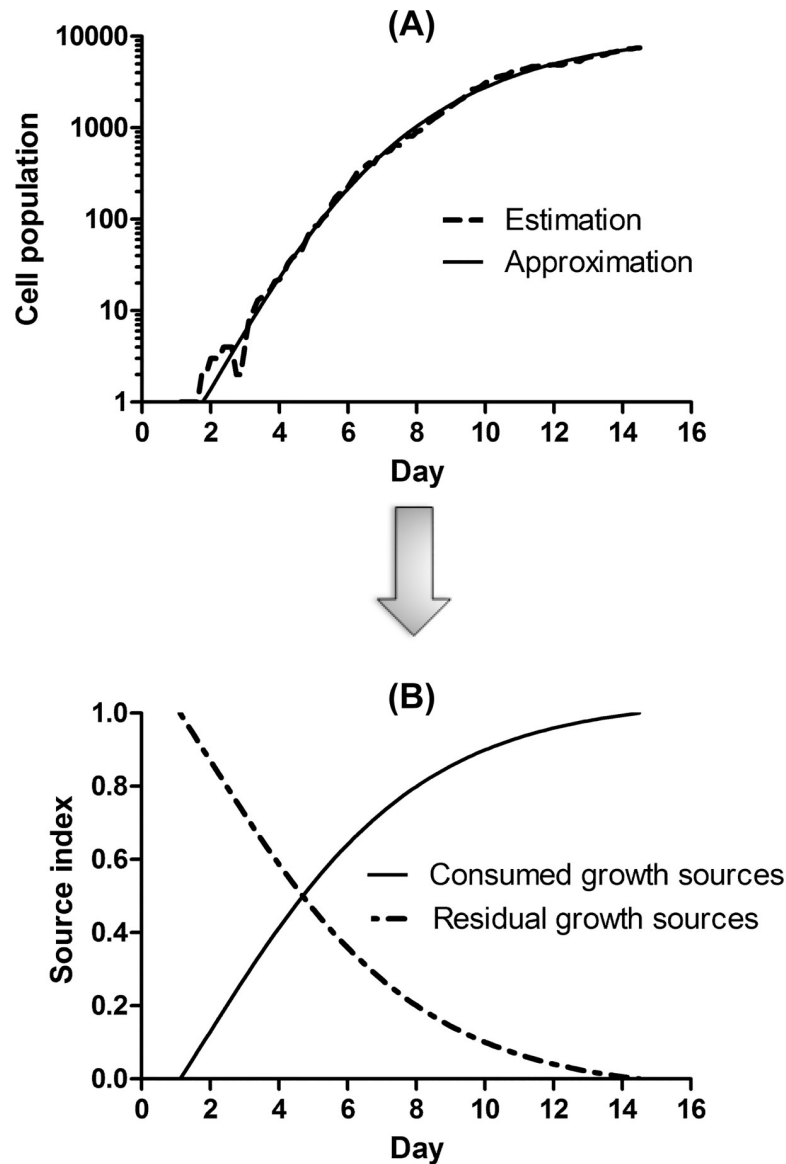 (A)
10000
1000
100
10
1
Cell population
Estimation
Approximation
0 2 4 6 8 10 12 14 16
Day
(B)
1.0
0.8
0.6
0.4
0.2
0.0
Source index
Consumed growth sources
Residual growth sources
0 2 4 6 8 10 12 14 16
Day